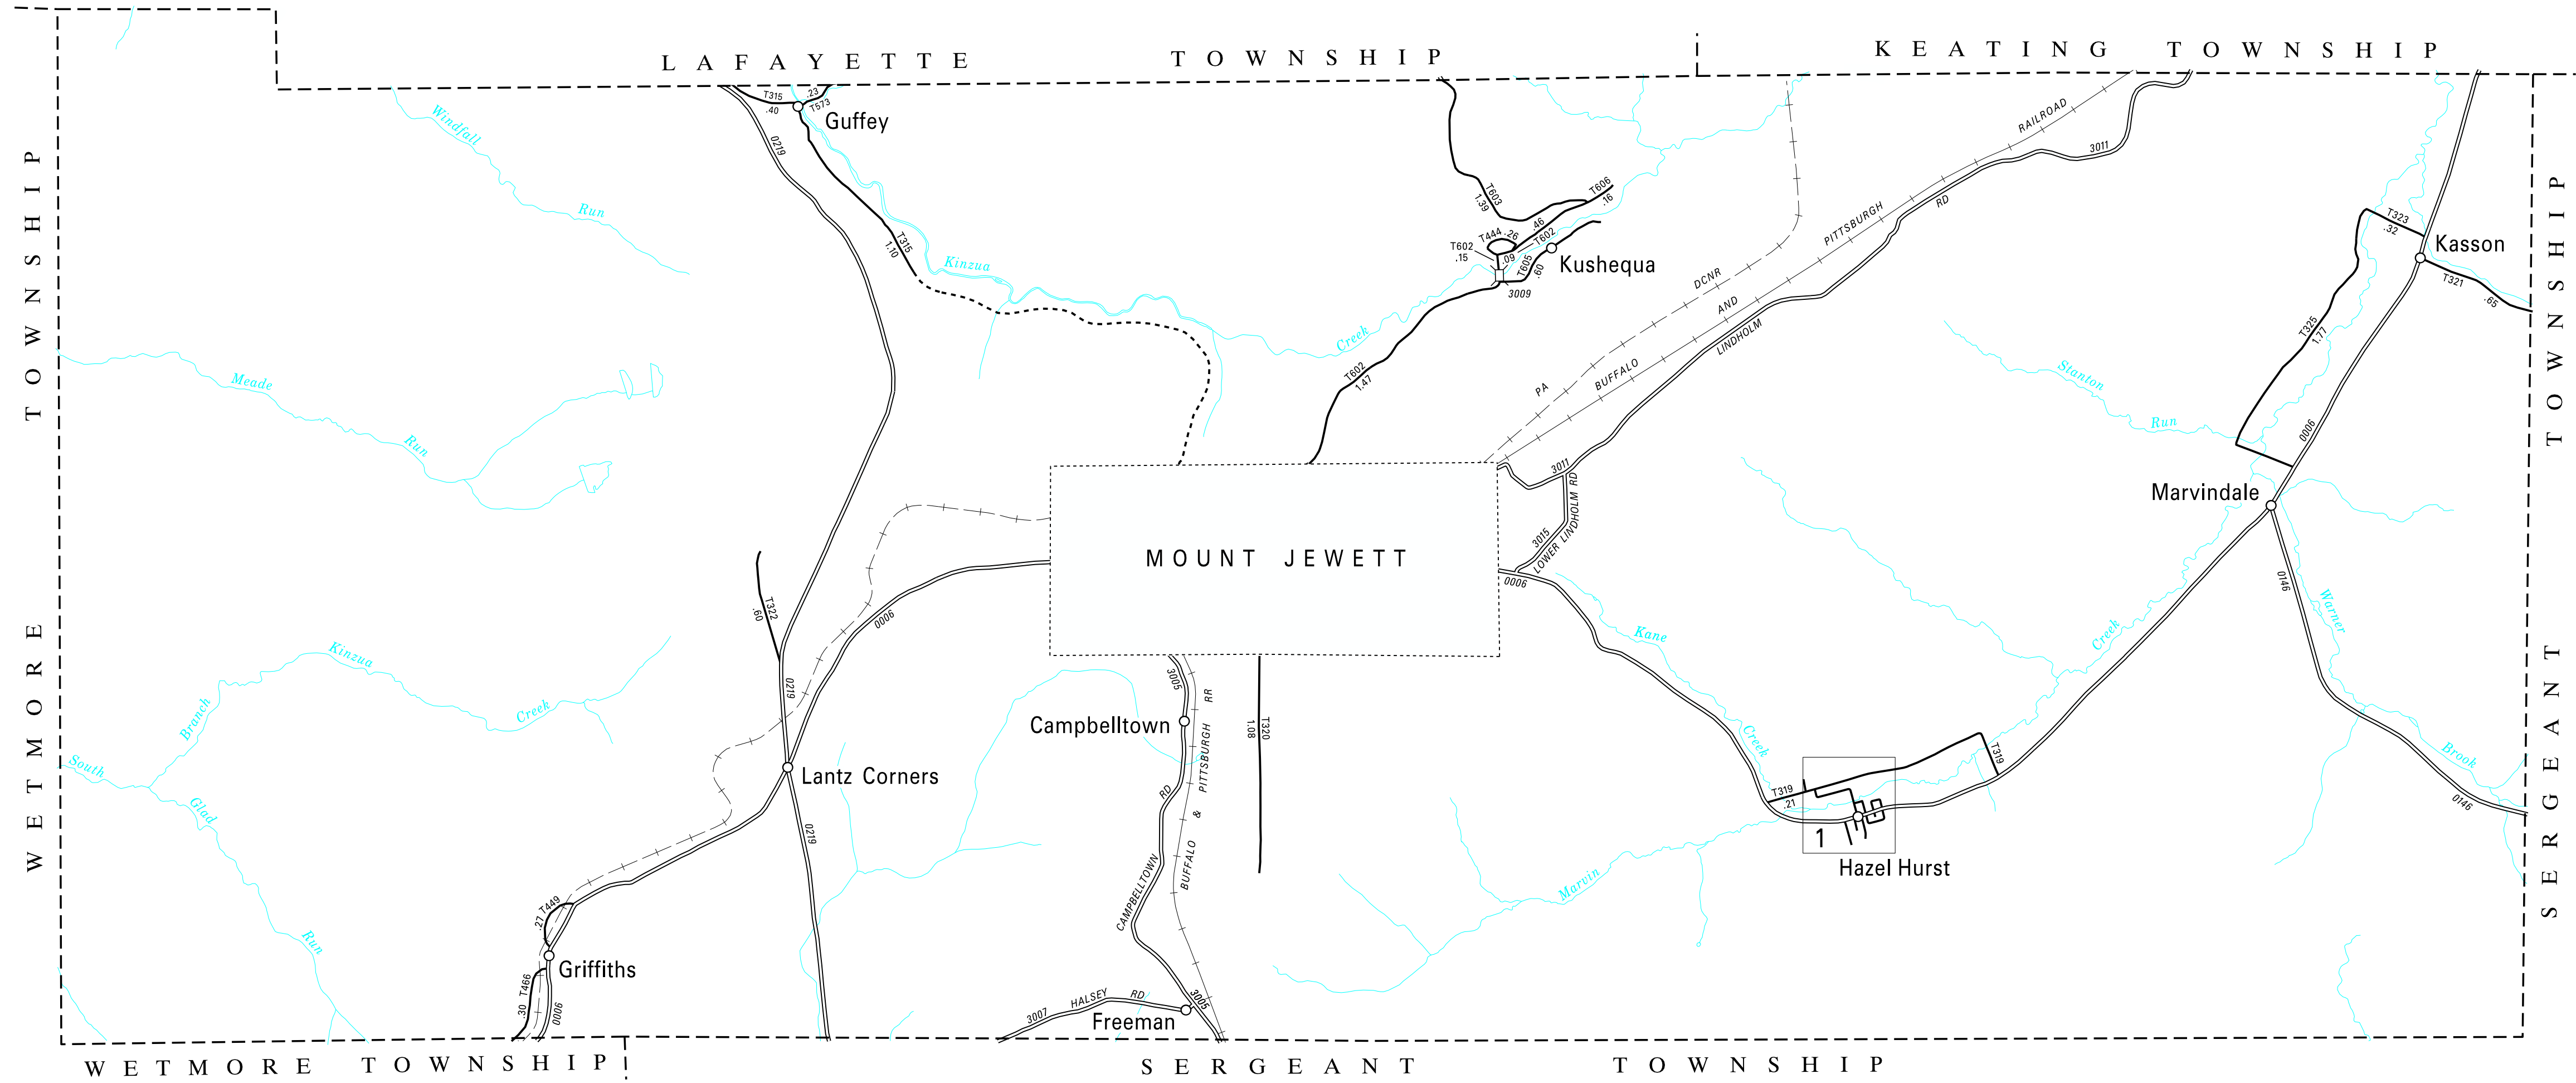 LAFAYETTE TOWNSHIP
KEATING TOWNSHIP
WETMORE TOWNSHIP
SERGEANT TOWNSHIP
WETMORE TOWNSHIP
SERGEANT TOWNSHIP
T315
.40
.23
T573
Guffey
0219
T315
1.10
Windfall
Run
Kinzua
Creek
T603
1.39
T606
.16
.46
T444 .26
T602
.15
T602
.09
T605
.60
Kushequa
3009
T602
1.47
PA
DCNR
BUFFALO
AND
PITTSBURGH
RAILROAD
LINDHOLM
RD
3011
T323
.32
Kasson
T321
.65
T325
1.77
Stanton
Run
0006
Marvindale
0146
Warner
Brook
0146
Meade
Run
MOUNT JEWETT
3011
LOWER LINDHOLM RD
3015
0006
Kane
Creek
Creek
T322
.60
0219
0006
Kinzua
Creek
Branch
South
Glad
Run
Lantz Corners
0219
3005
Campbelltown
CAMPBELLTOWN
RD
BUFFALO & PITTSBURGH RR
T320
1.08
T319
.21
T319
1
Hazel Hurst
Marvin
T449
.27
Griffiths
T466
.30
0006
3007
HALSEY
RD
3005
Freeman